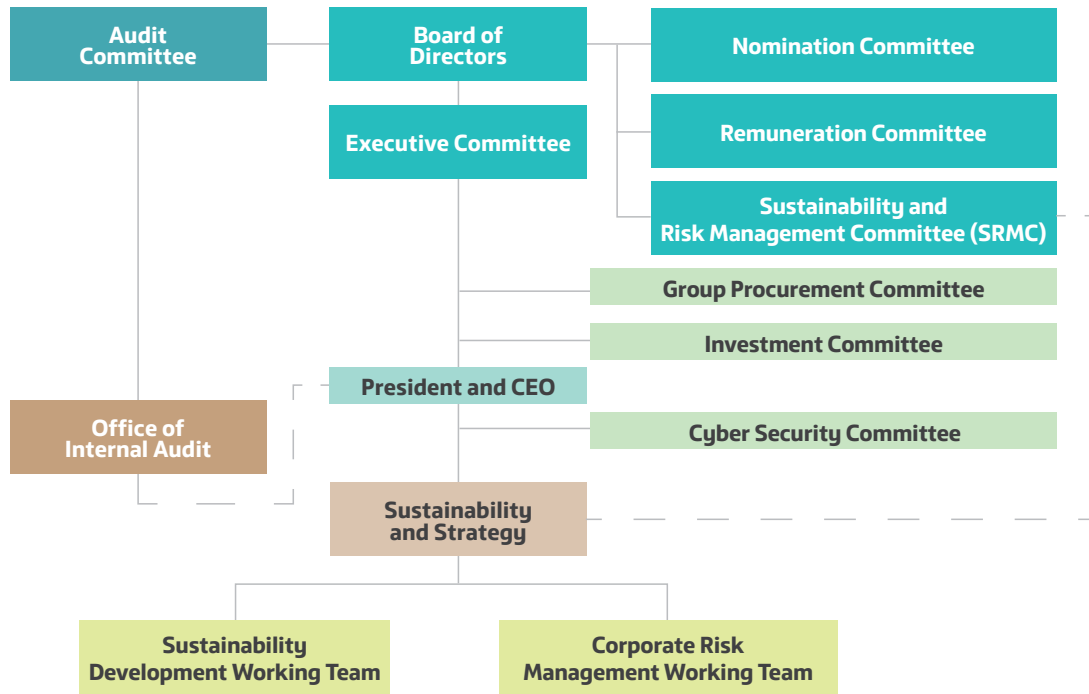 Audit
Committee
Board of
Directors
Nomination Committee
Executive Committee
Remuneration Committee
Sustainability and
Risk Management Committee (SRMC)
Group Procurement Committee
Investment Committee
President and CEO
Office of
Internal Audit
Cyber Security Committee
Sustainability
and Strategy
Sustainability
Development Working Team
Corporate Risk
Management Working Team